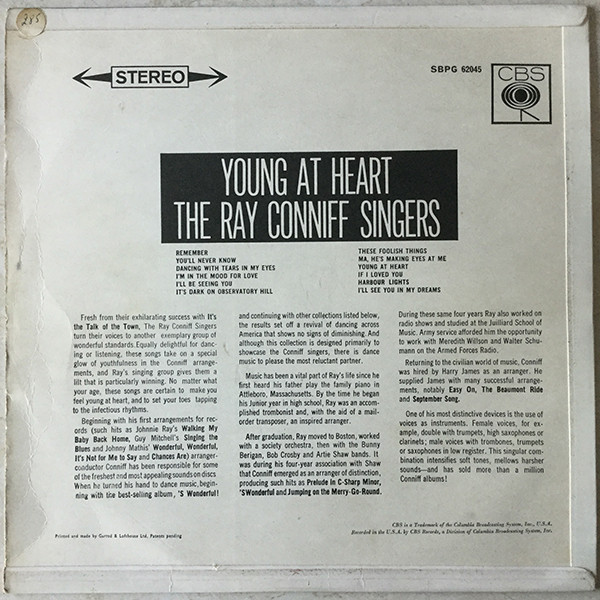 285
STEREO
SBPG 62045
CBS
YOUNG AT HEART
THE RAY CONNIFF SINGERS
REMEMBER
YOU'LL NEVER KNOW
DANCING WITH TEARS IN MY EYES
I'M IN THE MOOD FOR LOVE
I'LL BE SEEING YOU
IT'S DARK ON OBSERVATORY HILL
THESE FOOLISH THINGS
MA, HE'S MAKING EYES AT ME
YOUNG AT HEART
IF I LOVED YOU
HARBOUR LIGHTS
I'LL SEE YOU IN MY DREAMS
Fresh from their exhilarating success with It's
the Talk of the Town, The Ray Conniff Singers
turn their voices to another exemplary group of
wonderful standards. Equally delightful for danc-
ing or listening, these songs take on a special
glow of youthfulness in the Conniff arrange-
ments, and Ray's singing group gives them a
lilt that is particularly winning. No matter what
your age, these songs are certain to make you
feel young at heart, and to set your toes tapping
to the infectious rhythms.
Beginning with his first arrangements for rec-
ords (such hits as Johnnie Ray's Walking My
Baby Back Home, Guy Mitchell's Singing the
Blues and Johnny Mathis' Wonderful, Wonderful,
It's Not for Me to Say and Chances Are) arranger-
conductor Conniff has been responsible for some
of the freshest and most appealing sounds on discs
When he turned his hand to dance music, begin-
ning with the best-selling album, 'S Wonderful!
and continuing with other collections listed below,
the results set off a revival of dancing across
America that shows no signs of diminishing. And
although this collection is designed primarily to
showcase the Conniff singers, there is dance
music to please the most reluctant partner.
Music has been a vital part of Ray's life since he
first heard his father play the family piano in
Attleboro, Massachusetts. By the time he began
his Junior year in high school, Ray was an accom-
plished trombonist and, with the aid of a mail-
order transposer, an inspired arranger.
After graduation, Ray moved to Boston, worked
with a society orchestra, then with the Bunny
Berigan, Bob Crosby and Artie Shaw bands. It
was during his four-year association with Shaw
that Conniff emerged as an arranger of distinction,
producing such hits as Prelude in C-Sharp Minor,
'SWonderful and Jumping on the Merry-Go-Round.
During these same four years Ray also worked on
radio shows and studied at the Juilliard School of
Music. Army service afforded him the opportunity
to work with Meredith Willson and Walter Schu-
mann on the Armed Forces Radio.
Returning to the civilian world of music, Conniff
was hired by Harry James as an arranger. He
supplied James with many successful arrange-
ments, notably Easy On, The Beaumont Ride
and September Song.
One of his most distinctive devices is the use of
voices as instruments. Female voices, for ex-
ample, double with trumpets, high saxophones or
clarinets; male voices with trombones, trumpets
or saxophones in low register. This singular com-
bination intensifies soft tones, mellows harsher
sounds—and has sold more than a million
Conniff albums!
Printed and made by Garrod & Lofthouse Ltd. Patents pending
CBS is a Trademark of the Columbia Broadcasting System, Inc., U.S.A.
Recorded in the U.S.A. by CBS Records, a Division of Columbia Broadcasting System, Inc.